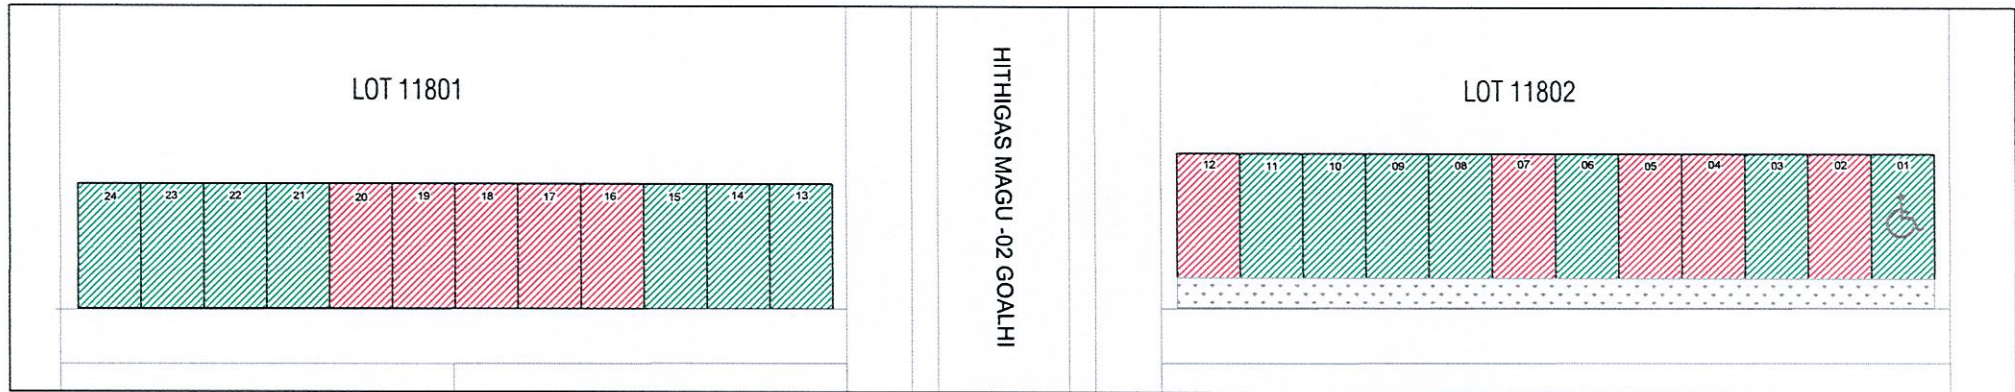 LOT 11801
24 23 22 21 20 19 18 17 16 15 14 13
HITHIGAS MAGU -02 GOALHI
LOT 11802
12 11 10 09 08 07 06 05 04 03 02 01